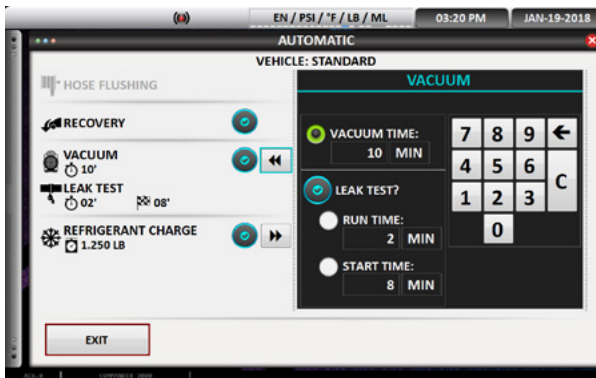 EN / PSI / °F / LB / ML 03:20 PM JAN-19-2018
AUTOMATIC
VEHICLE: STANDARD
HOSE FLUSHING
RECOVERY
VACUUM
10'
LEAK TEST
02' 08'
REFRIGERANT CHARGE
1.250 LB
EXIT
VACUUM
VACUUM TIME:
10 MIN
LEAK TEST?
RUN TIME:
2 MIN
START TIME:
8 MIN
7 8 9
4 5 6 C
1 2 3
0